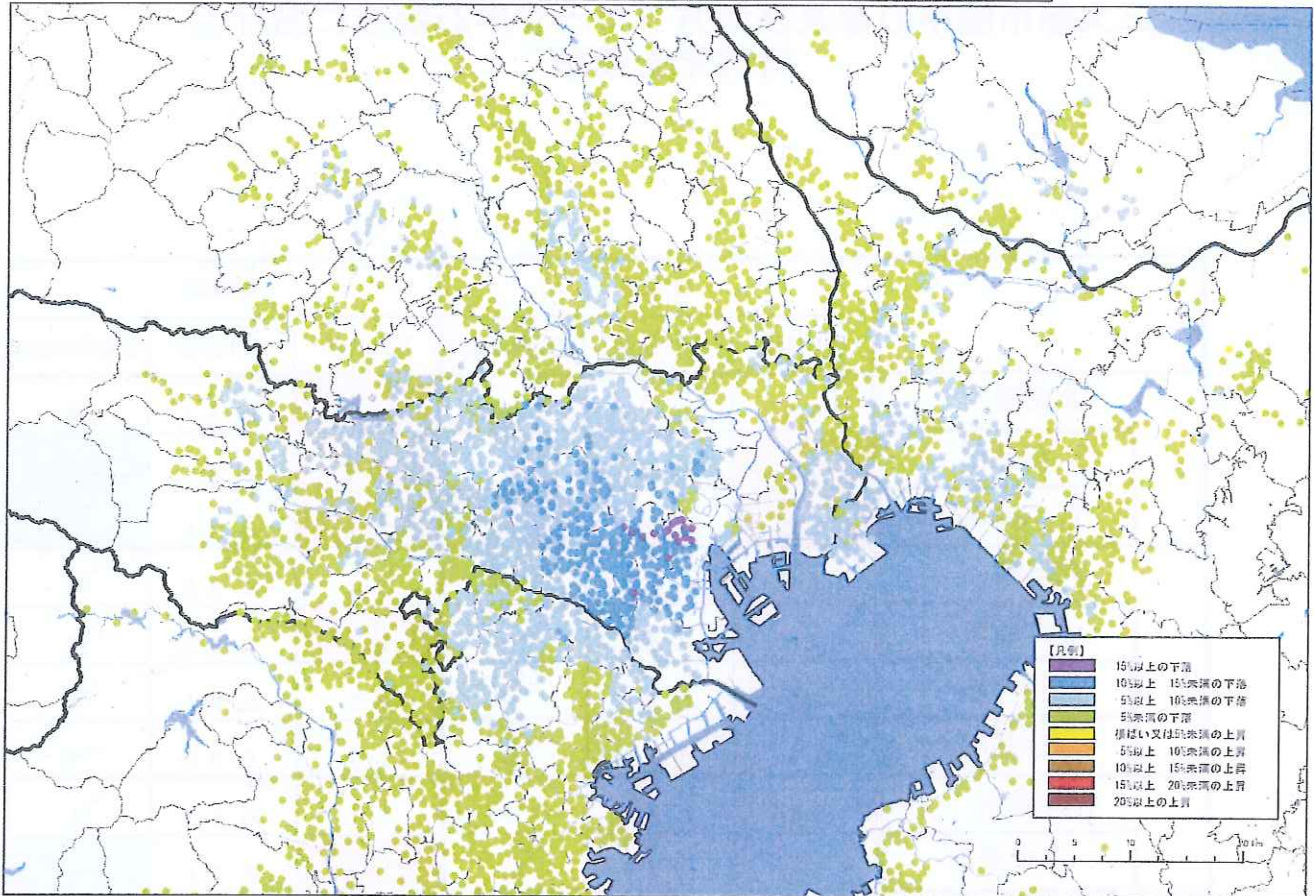 【凡例】
15%以上の下落
10%以上 15%未満の下落
5%以上 10%未満の下落
5%未満の下落
横ばい又は5%未満の上昇
5%以上 10%未満の上昇
10%以上 15%未満の上昇
15%以上 20%未満の上昇
20%以上の上昇
0 5 10 20 km